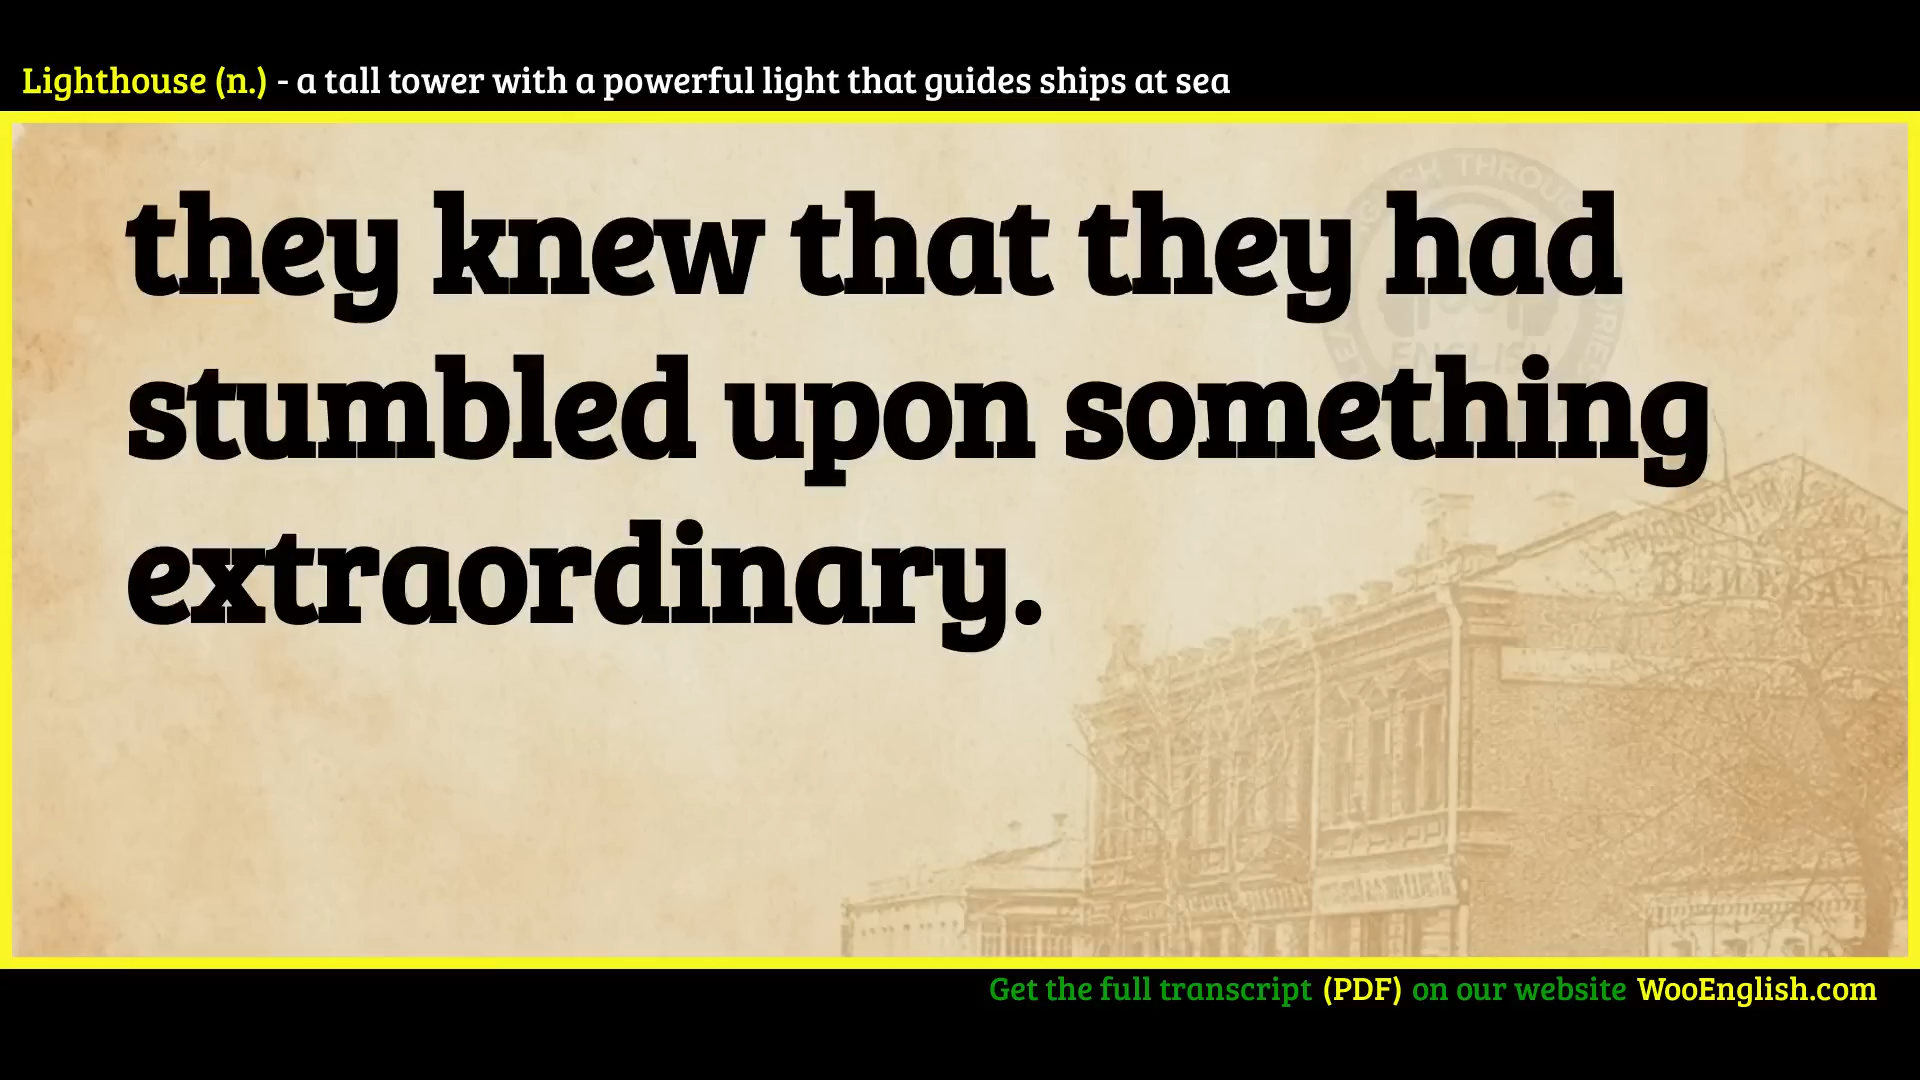 Lighthouse (n.) - a tall tower with a powerful light that guides ships at sea
they knew that they had
stumbled upon something
extraordinary.
ENGLISH
Get the full transcript (PDF) on our website WooEnglish.com